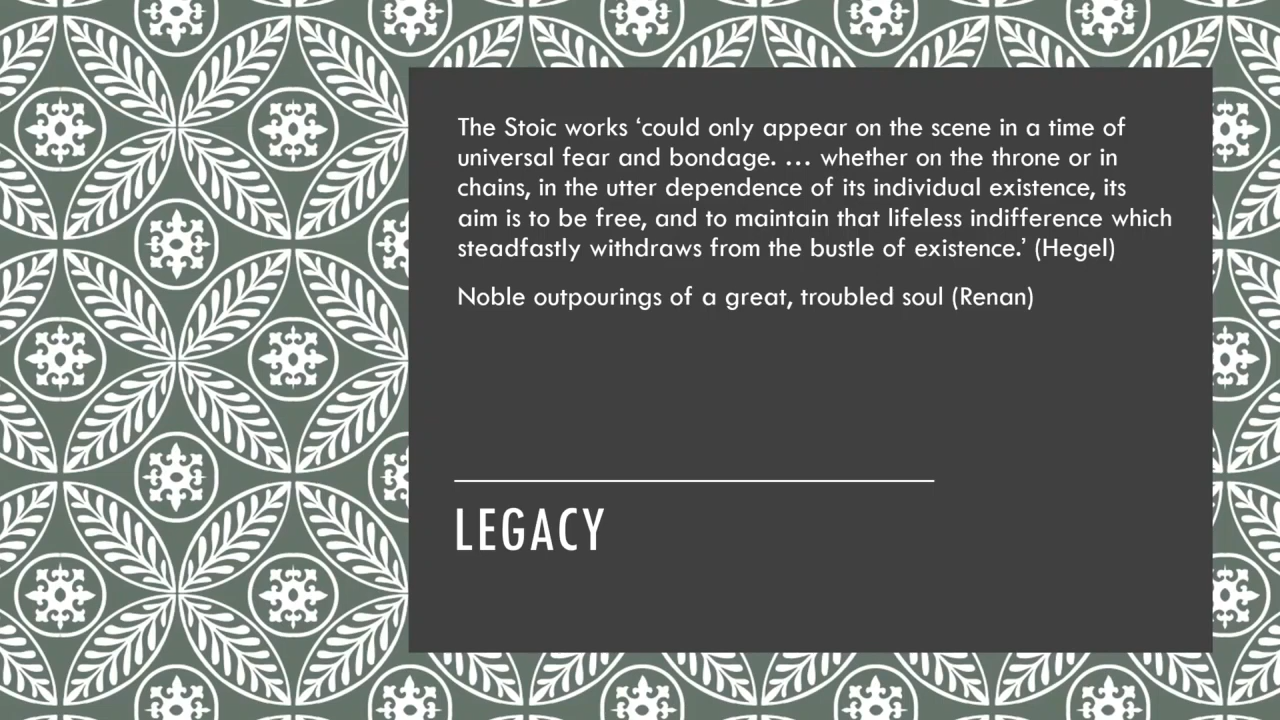 The Stoic works ‘could only appear on the scene in a time of
universal fear and bondage. … whether on the throne or in
chains, in the utter dependence of its individual existence, its
aim is to be free, and to maintain that lifeless indifference which
steadfastly withdraws from the bustle of existence.’ (Hegel)
Noble outpourings of a great, troubled soul (Renan)
LEGACY